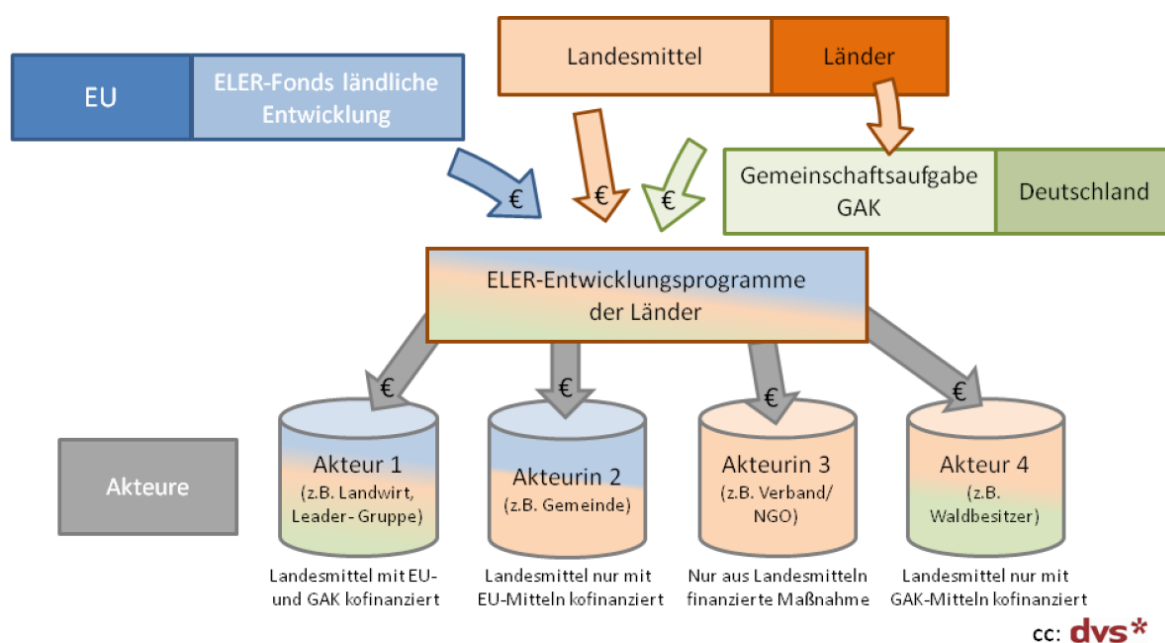 EU
ELER-Fonds ländliche
Entwicklung
Landesmittel
Länder
Gemeinschaftsaufgabe
GAK
Deutschland
€
€
€
ELER-Entwicklungsprogramme
der Länder
€
€
€
€
Akteure
Akteur 1
(z.B. Landwirt,
Leader- Gruppe)
Akteurin 2
(z.B. Gemeinde)
Akteurin 3
(z.B. Verband/
NGO)
Akteur 4
(z.B.
Waldbesitzer)
Landesmittel mit EU-
und GAK kofinanziert
Landesmittel nur mit
EU-Mitteln kofinanziert
Nur aus Landesmitteln
finanzierte Maßnahme
Landesmittel nur mit
GAK-Mitteln kofinanziert
cc: dvs*